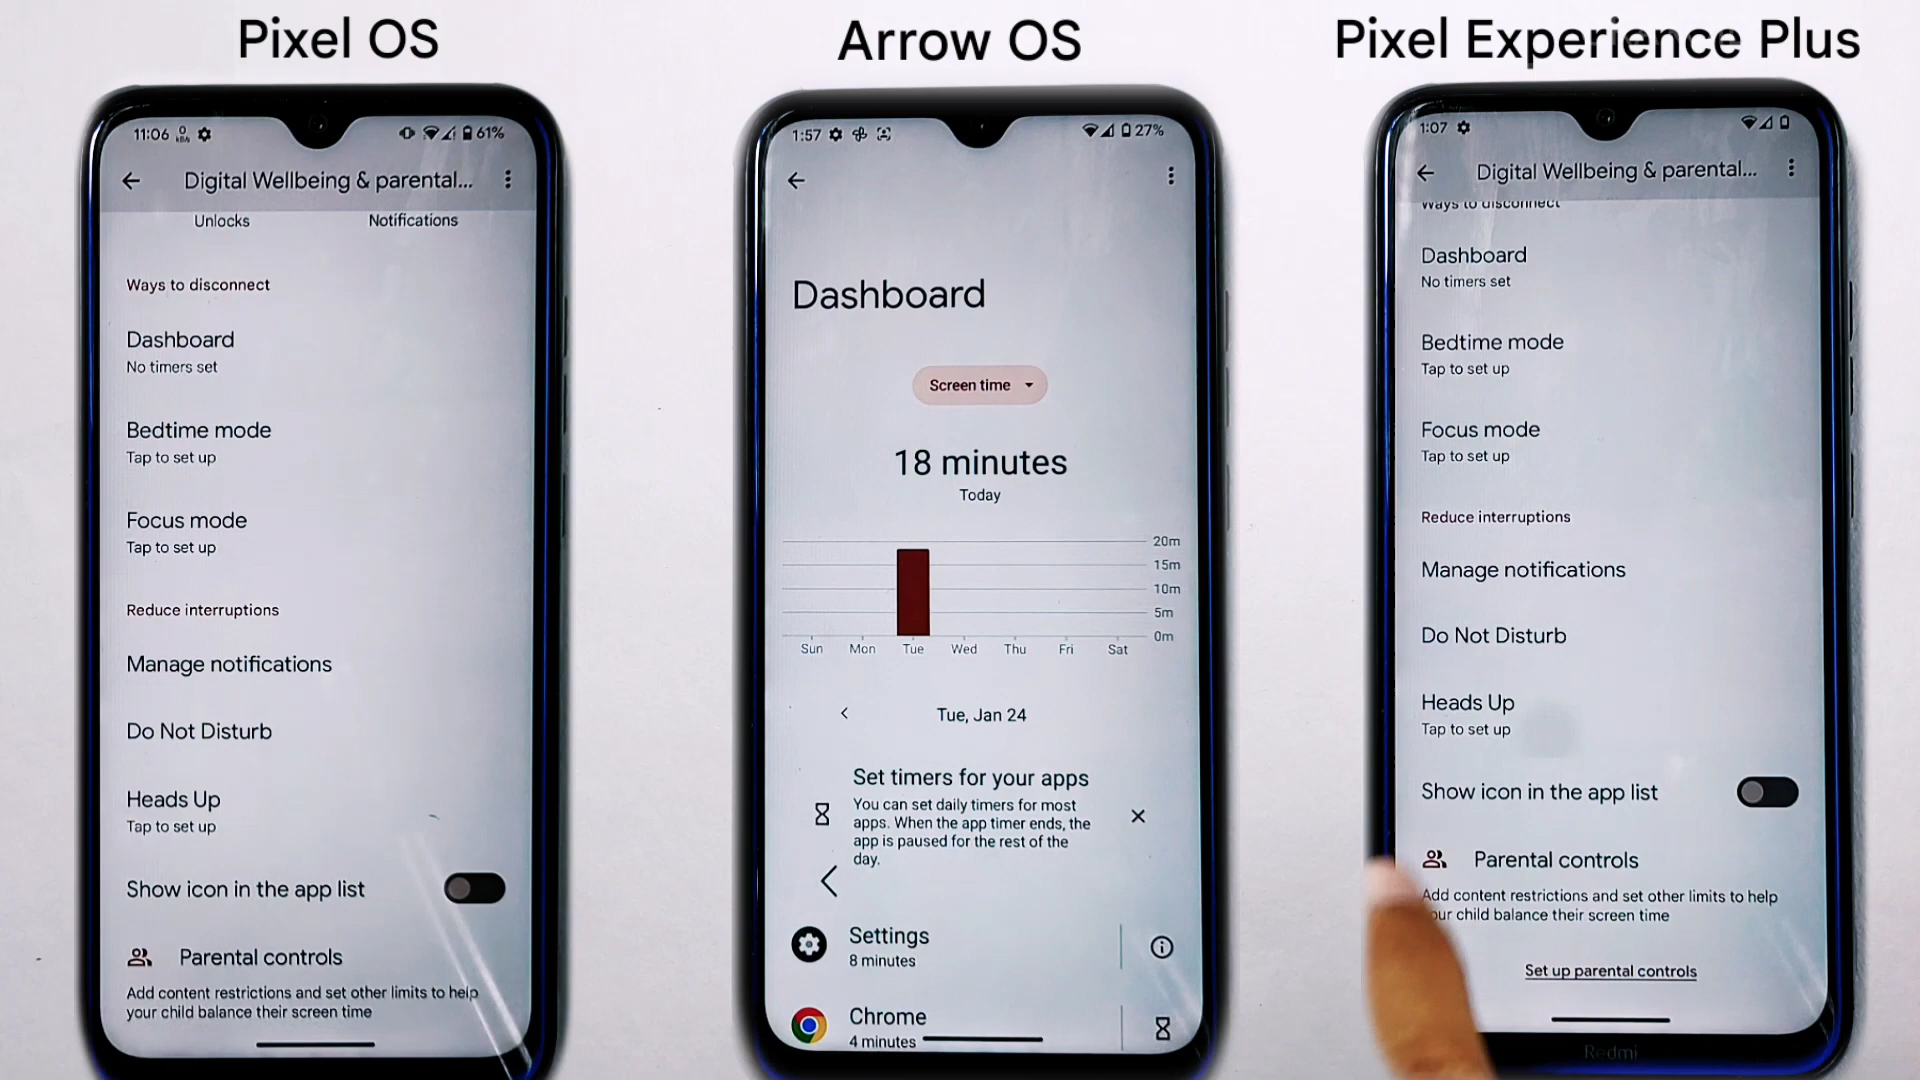 Pixel OS
11:06 0 kB/s 61%
Digital Wellbeing & parental...
Unlocks Notifications
Ways to disconnect
Dashboard
No timers set
Bedtime mode
Tap to set up
Focus mode
Tap to set up
Reduce interruptions
Manage notifications
Do Not Disturb
Heads Up
Tap to set up
Show icon in the app list
Parental controls
Add content restrictions and set other limits to help
your child balance their screen time
Arrow OS
1:57 27%
Dashboard
Screen time
18 minutes
Today
20m
15m
10m
5m
0m
Sun Mon Tue Wed Thu Fri Sat
Tue, Jan 24
Set timers for your apps
You can set daily timers for most
apps. When the app timer ends, the
app is paused for the rest of the
day.
Settings
8 minutes
Chrome
4 minutes
Pixel Experience Plus
1:07
Digital Wellbeing & parental...
Ways to disconnect
Dashboard
No timers set
Bedtime mode
Tap to set up
Focus mode
Tap to set up
Reduce interruptions
Manage notifications
Do Not Disturb
Heads Up
Tap to set up
Show icon in the app list
Parental controls
Add content restrictions and set other limits to help
your child balance their screen time
Set up parental controls
Redmi